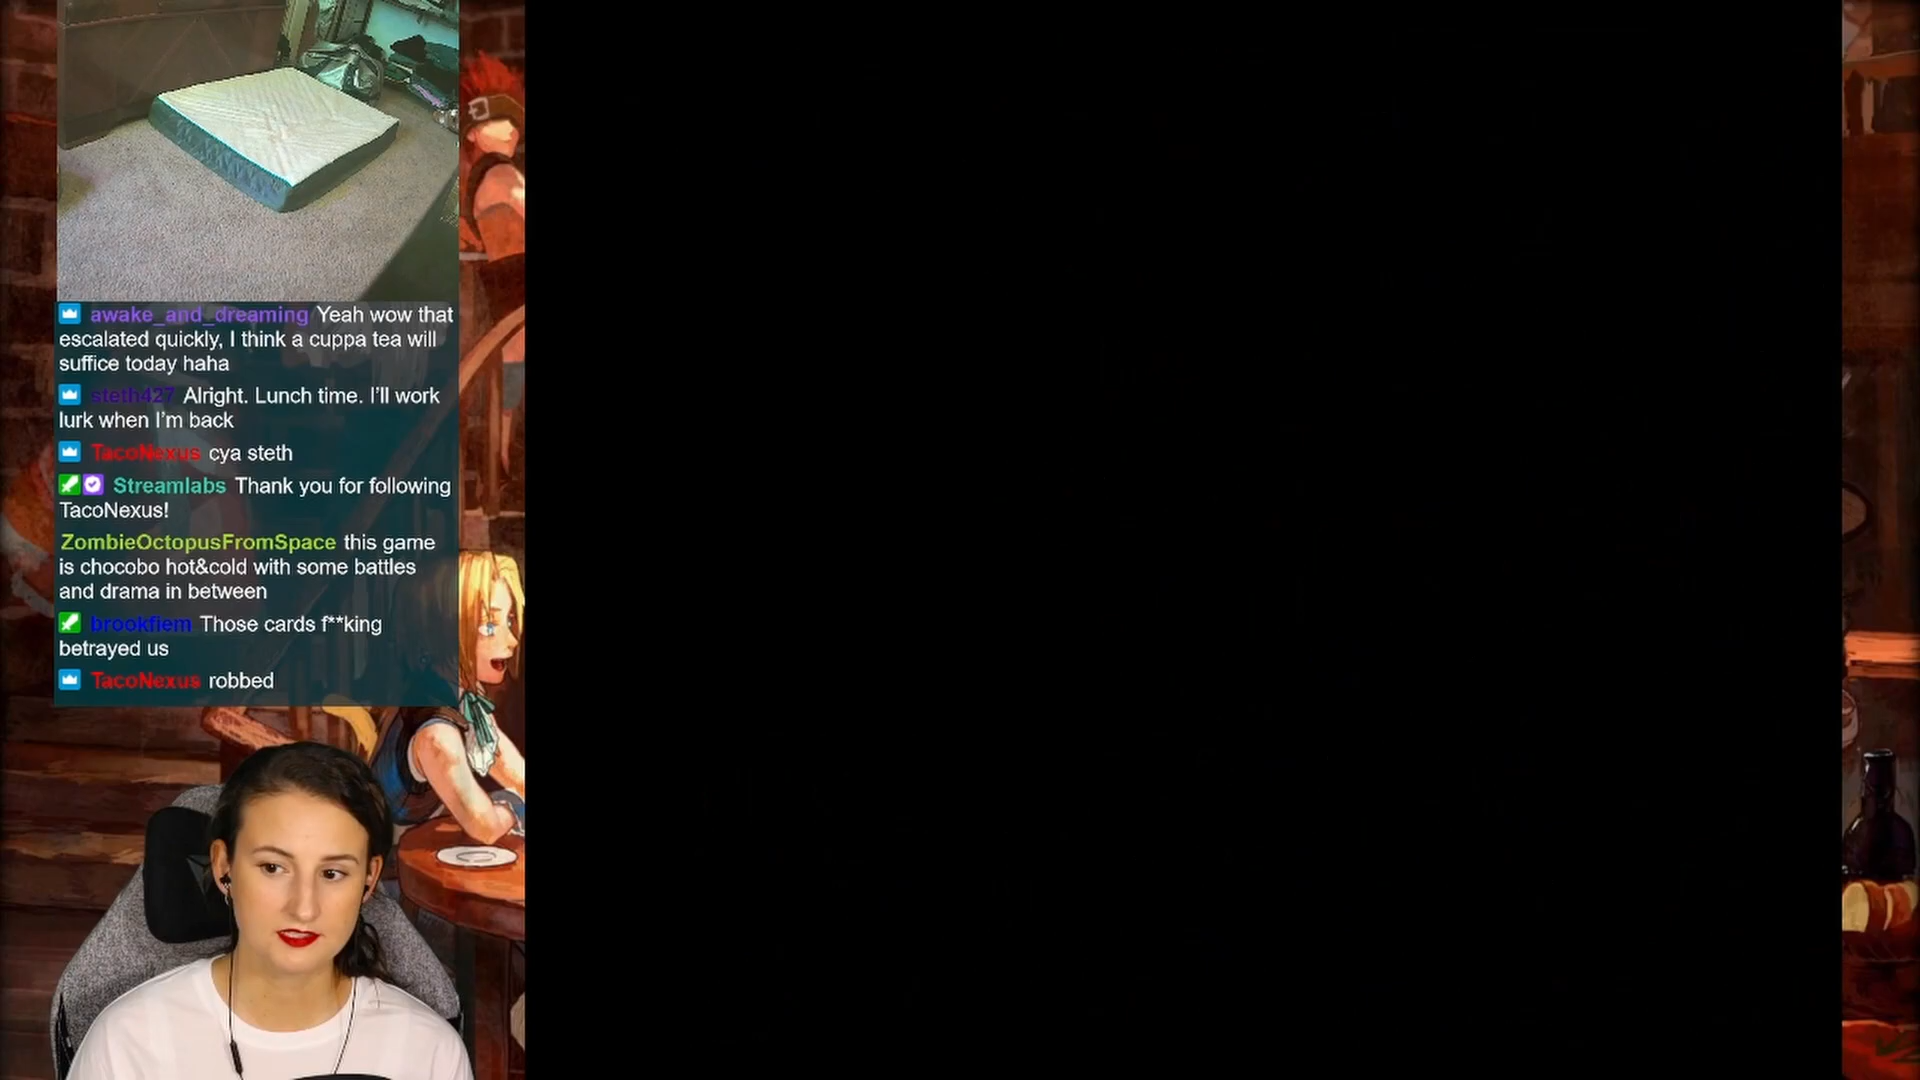 awake_and_dreaming Yeah wow that
escalated quickly, I think a cuppa tea will
suffice today haha
steth427 Alright. Lunch time. I’ll work
lurk when I’m back
TacoNexus cya steth
Streamlabs Thank you for following
TacoNexus!
ZombieOctopusFromSpace this game
is chocobo hot&cold with some battles
and drama in between
brookfiem Those cards f**king
betrayed us
TacoNexus robbed